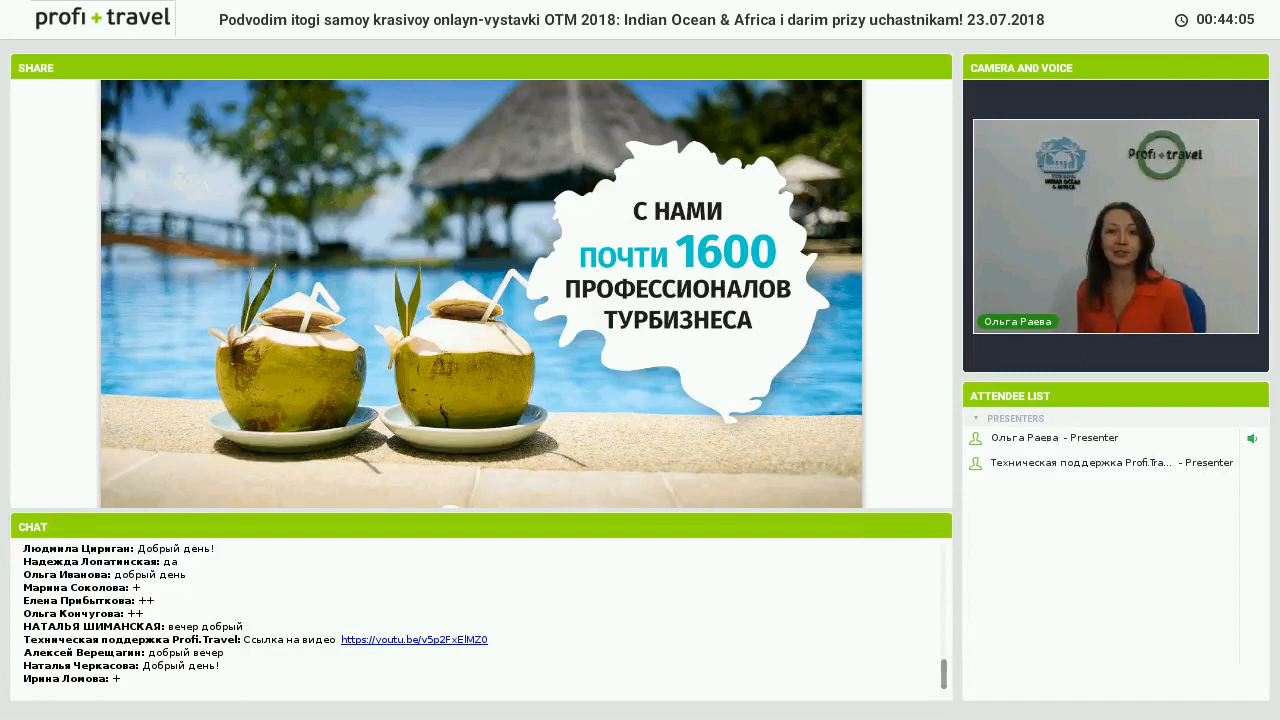 profi + travel
Podvodim itogi samoy krasivoy onlayn-vystavki OTM 2018: Indian Ocean & Africa i darim prizy uchastnikam! 23.07.2018
00:44:05
SHARE
С НАМИ
ПОЧТИ 1600
ПРОФЕССИОНАЛОВ
ТУРБИЗНЕСА
CAMERA AND VOICE
Profi + travel
INDIAN OCEAN
& AFRICA
Ольга Раева
ATTENDEE LIST
PRESENTERS
Ольга Раева - Presenter
Техническая поддержка Profi.Tra... - Presenter
CHAT
Людмила Цириган: Добрый день!
Надежда Лопатинская: да
Ольга Иванова: добрый день
Марина Соколова: +
Елена Прибыткова: ++
Ольга Кончугова: ++
НАТАЛЬЯ ШИМАНСКАЯ: вечер добрый
Техническая поддержка Profi.Travel: Ссылка на видео https://youtu.be/v5p2FxElMZ0
Алексей Верещагин: добрый вечер
Наталья Черкасова: Добрый день!
Ирина Ломова: +